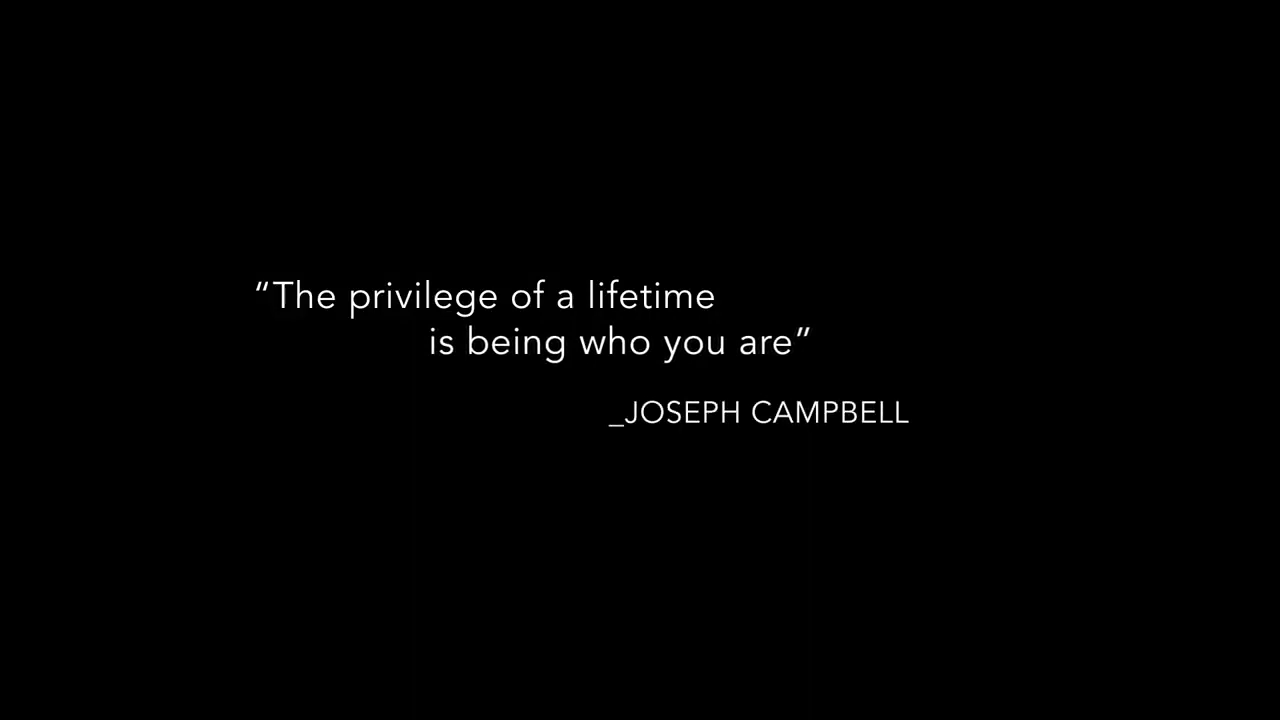 “The privilege of a lifetime
is being who you are”
_JOSEPH CAMPBELL